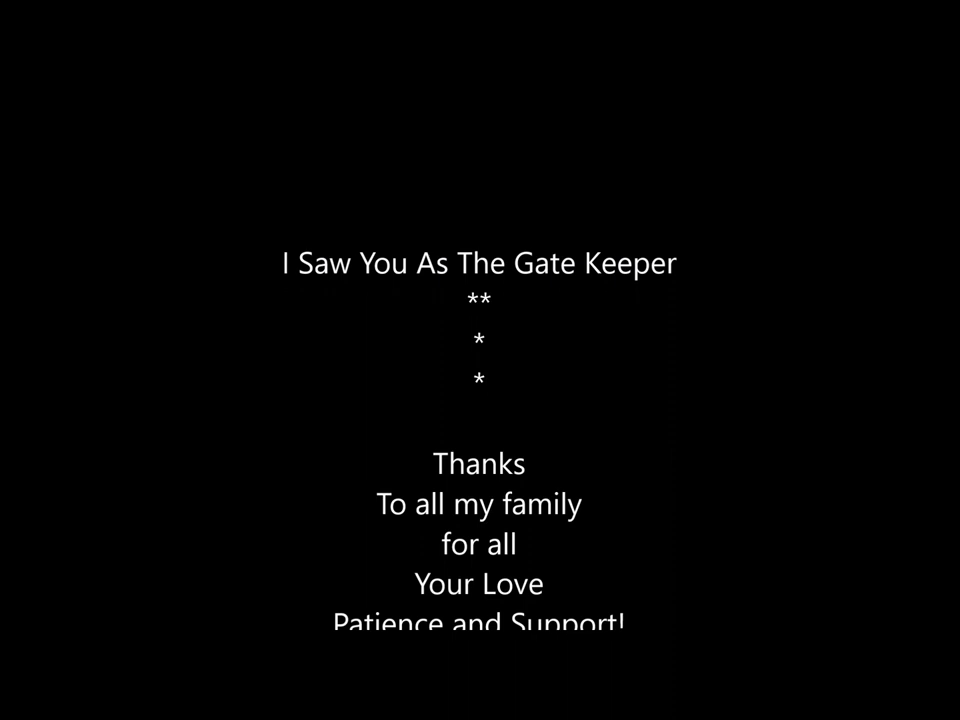 I Saw You As The Gate Keeper
**
*
*
Thanks
To all my family
for all
Your Love
Patience and Support!